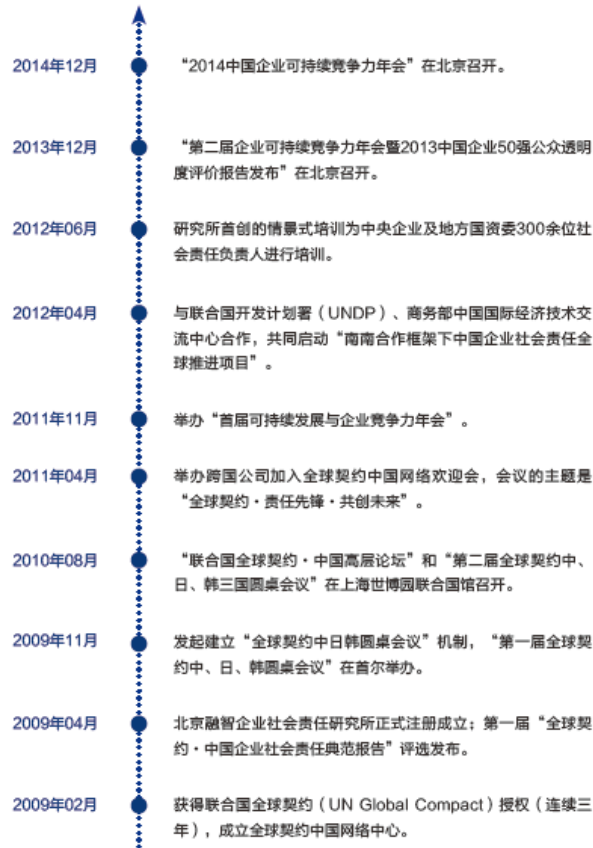 2014年12月
“2014中国企业可持续竞争力年会”在北京召开。
2013年12月
“第二届企业可持续竞争力年会暨2013中国企业50强公众透明
度评价报告发布”在北京召开。
2012年06月
研究所首创的情景式培训为中央企业及地方国资委300余位社
会责任负责人进行培训。
2012年04月
与联合国开发计划署（UNDP）、商务部中国国际经济技术交
流中心合作，共同启动“南南合作框架下中国企业社会责任全
球推进项目”。
2011年11月
举办“首届可持续发展与企业竞争力年会”。
2011年04月
举办跨国公司加入全球契约中国网络欢迎会，会议的主题是
“全球契约·责任先锋·共创未来”。
2010年08月
“联合国全球契约·中国高层论坛”和“第二届全球契约中、
日、韩三国圆桌会议”在上海世博园联合国馆召开。
2009年11月
发起建立“全球契约中日韩圆桌会议”机制，“第一届全球契
约中、日、韩圆桌会议”在首尔举办。
2009年04月
北京融智企业社会责任研究所正式注册成立；第一届“全球契
约·中国企业社会责任典范报告”评选发布。
2009年02月
获得联合国全球契约（UN Global Compact）授权（连续三
年），成立全球契约中国网络中心。